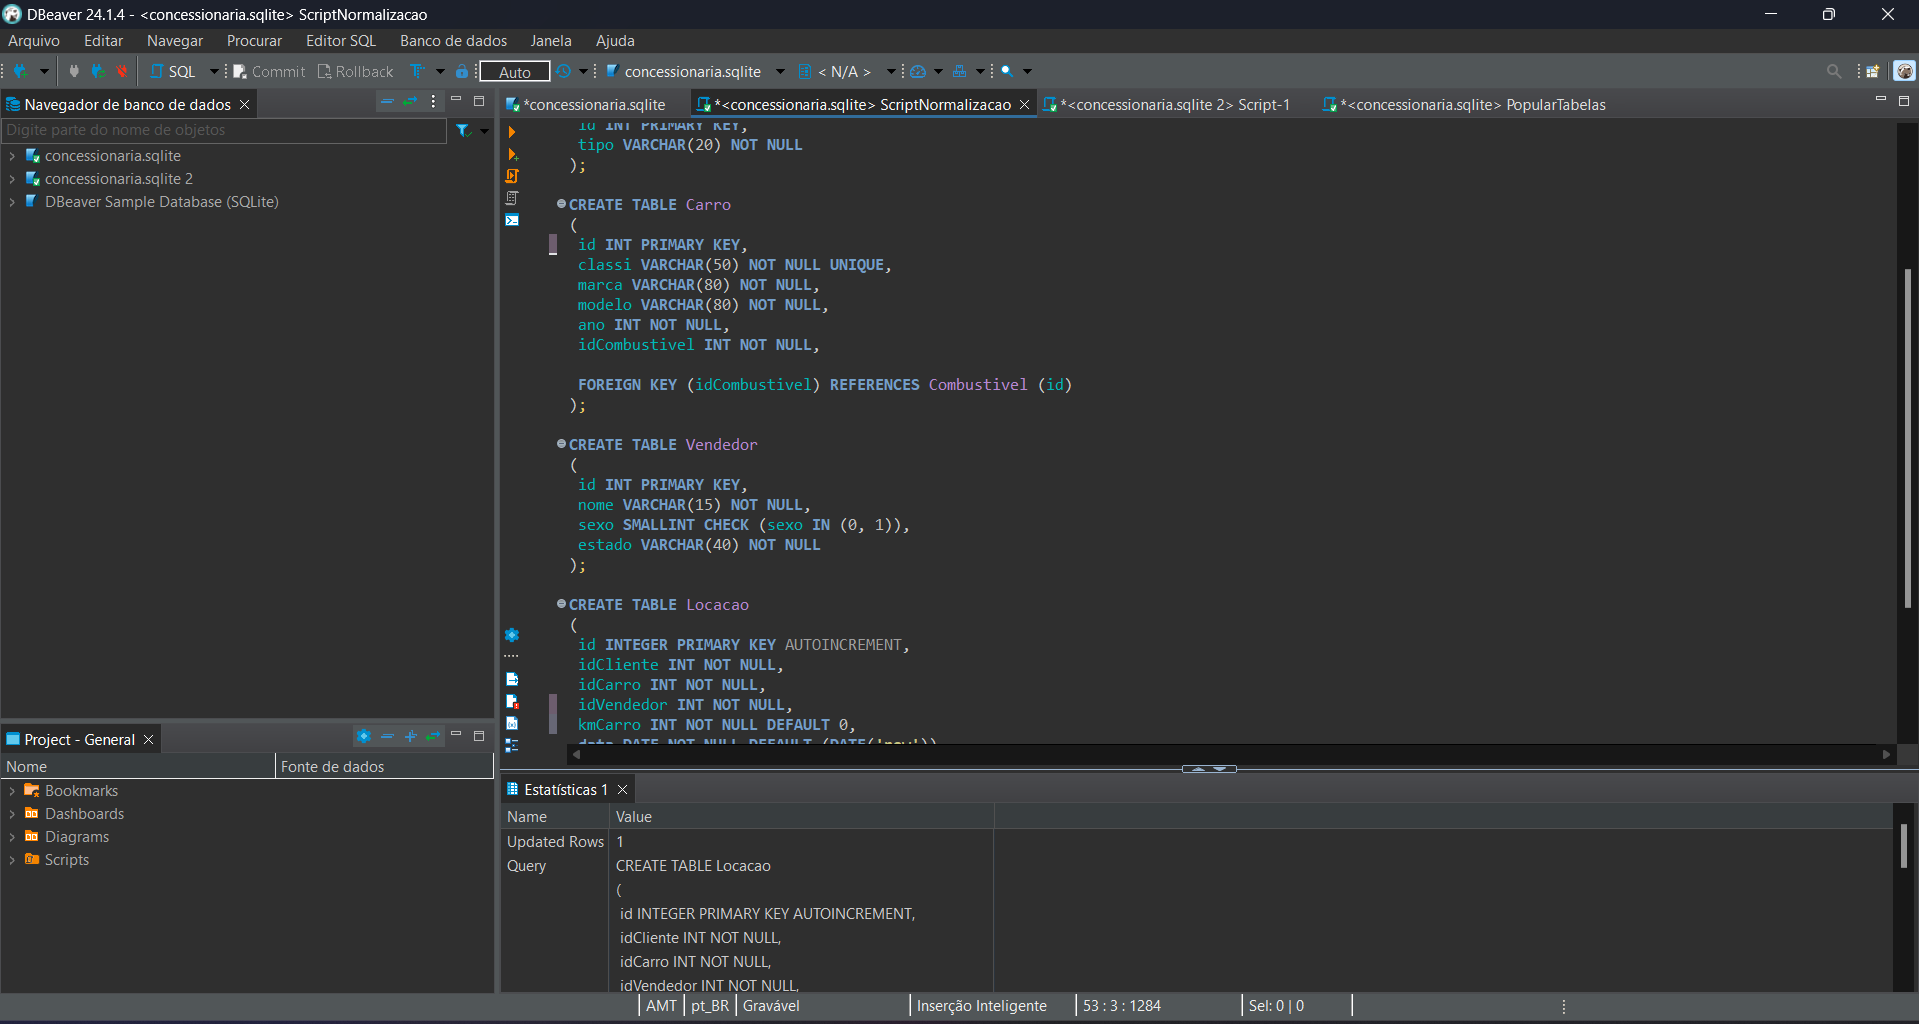 DBeaver 24.1.4 - <concessionaria.sqlite> ScriptNormalizacao
Arquivo Editar Navegar Procurar Editor SQL Banco de dados Janela Ajuda
SQL Commit Rollback Auto concessionaria.sqlite < N/A >
Navegador de banco de dados
Digite parte do nome de objetos
concessionaria.sqlite
concessionaria.sqlite 2
DBeaver Sample Database (SQLite)
Project - General
Nome Fonte de dados
Bookmarks
Dashboards
Diagrams
Scripts
*concessionaria.sqlite *<concessionaria.sqlite> ScriptNormalizacao *<concessionaria.sqlite 2> Script-1 *<concessionaria.sqlite> PopularTabelas
id INT PRIMARY KEY,
tipo VARCHAR(20) NOT NULL
);
CREATE TABLE Carro
(
id INT PRIMARY KEY,
classi VARCHAR(50) NOT NULL UNIQUE,
marca VARCHAR(80) NOT NULL,
modelo VARCHAR(80) NOT NULL,
ano INT NOT NULL,
idCombustivel INT NOT NULL,
FOREIGN KEY (idCombustivel) REFERENCES Combustivel (id)
);
CREATE TABLE Vendedor
(
id INT PRIMARY KEY,
nome VARCHAR(15) NOT NULL,
sexo SMALLINT CHECK (sexo IN (0, 1)),
estado VARCHAR(40) NOT NULL
);
CREATE TABLE Locacao
(
id INTEGER PRIMARY KEY AUTOINCREMENT,
idCliente INT NOT NULL,
idCarro INT NOT NULL,
idVendedor INT NOT NULL,
kmCarro INT NOT NULL DEFAULT 0,
data DATE NOT NULL DEFAULT (DATE('now'))
Estatísticas 1
Name Value
Updated Rows 1
Query CREATE TABLE Locacao
(
id INTEGER PRIMARY KEY AUTOINCREMENT,
idCliente INT NOT NULL,
idCarro INT NOT NULL,
idVendedor INT NOT NULL,
AMT pt_BR Gravável Inserção Inteligente 53 : 3 : 1284 Sel: 0 | 0